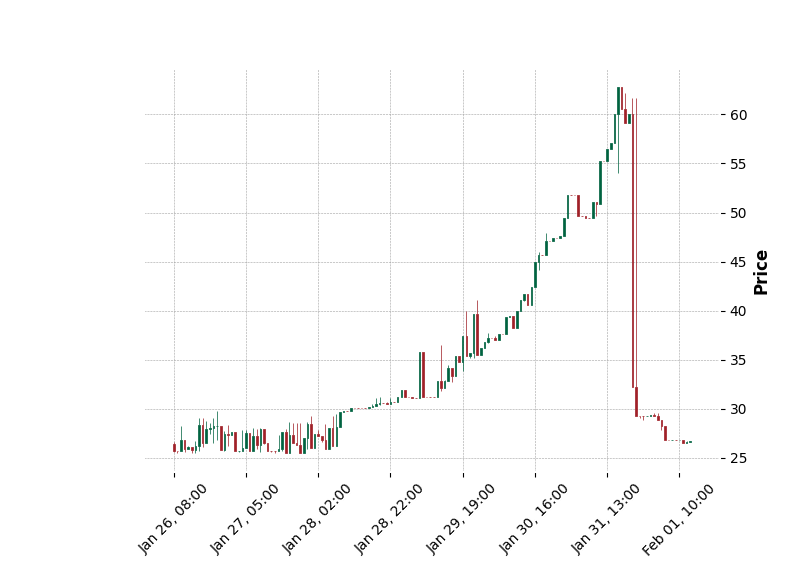 60
55
50
45
40
35
30
25
Price
Jan 26, 08:00
Jan 27, 05:00
Jan 28, 02:00
Jan 28, 22:00
Jan 29, 19:00
Jan 30, 16:00
Jan 31, 13:00
Feb 01, 10:00